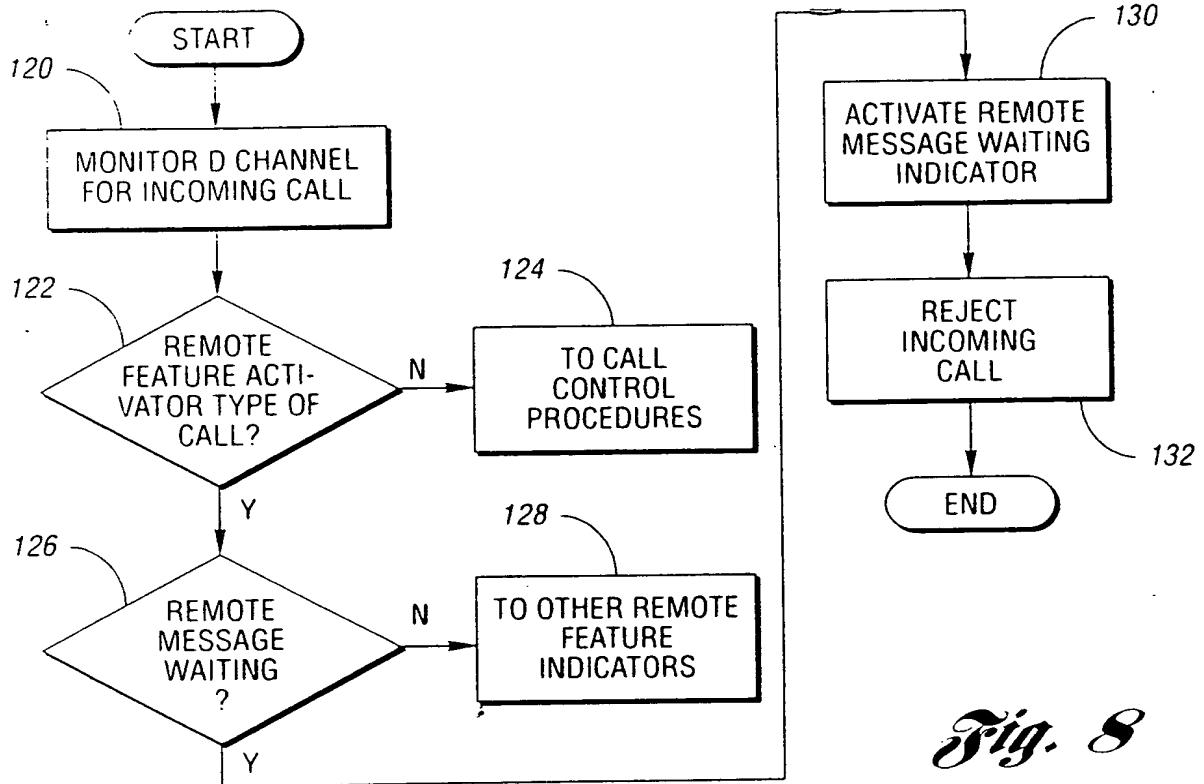 START
120
MONITOR D CHANNEL
FOR INCOMING CALL
122
REMOTE
FEATURE ACTI-
VATOR TYPE OF
CALL?
N
124
TO CALL
CONTROL
PROCEDURES
Y
126
REMOTE
MESSAGE
WAITING
?
N
128
TO OTHER REMOTE
FEATURE
INDICATORS
Y
130
ACTIVATE REMOTE
MESSAGE WAITING
INDICATOR
REJECT
INCOMING
CALL
132
END
Fig. 8